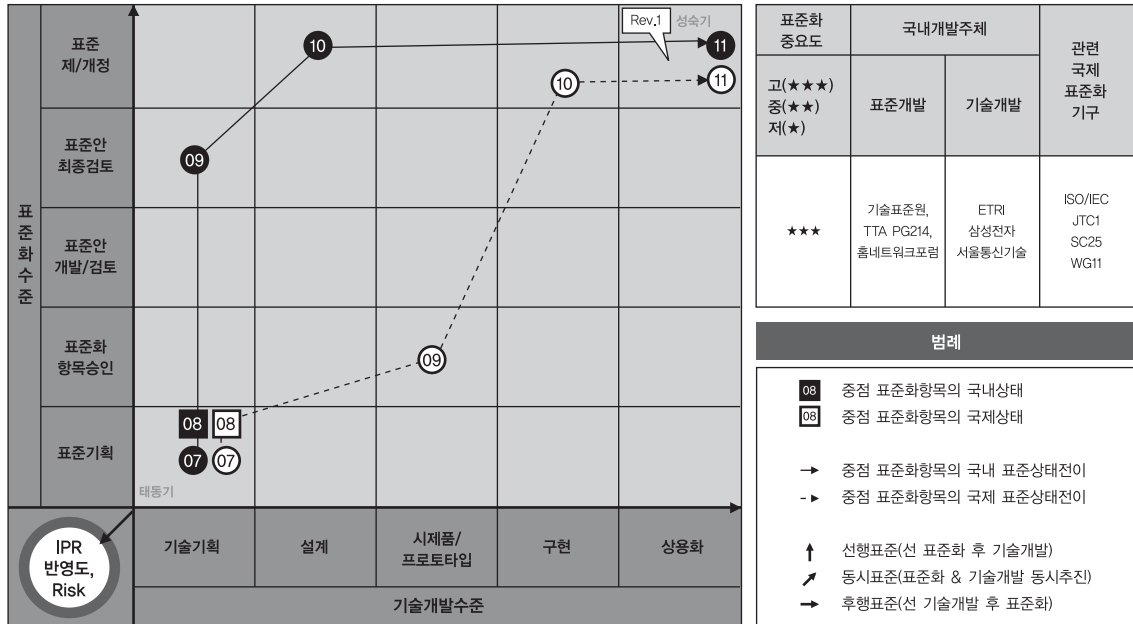 표준
제/개정
표준안
최종검토
표준안
개발/검토
표준화
항목승인
표준기획
표준화수준
10
Rev.1
성숙기
11
10
11
09
09
08
08
07
07
태동기
IPR
반영도,
Risk
기술기획
설계
시제품/
프로토타입
구현
상용화
기술개발수준
표준화
중요도
국내개발주체
관련
국제
표준화
기구
고(★★★)
중(★★)
저(★)
표준개발
기술개발
★★★
기술표준원,
TTA PG214,
홈네트워크포럼
ETRI
삼성전자
서울통신기술
ISO/IEC
JTC1
SC25
WG11
범례
08 중점 표준화항목의 국내상태
08 중점 표준화항목의 국제상태
→ 중점 표준화항목의 국내 표준상태전이
- ▸ 중점 표준화항목의 국제 표준상태전이
↑ 선행표준(선 표준화 후 기술개발)
↗ 동시표준(표준화 & 기술개발 동시추진)
→ 후행표준(선 기술개발 후 표준화)